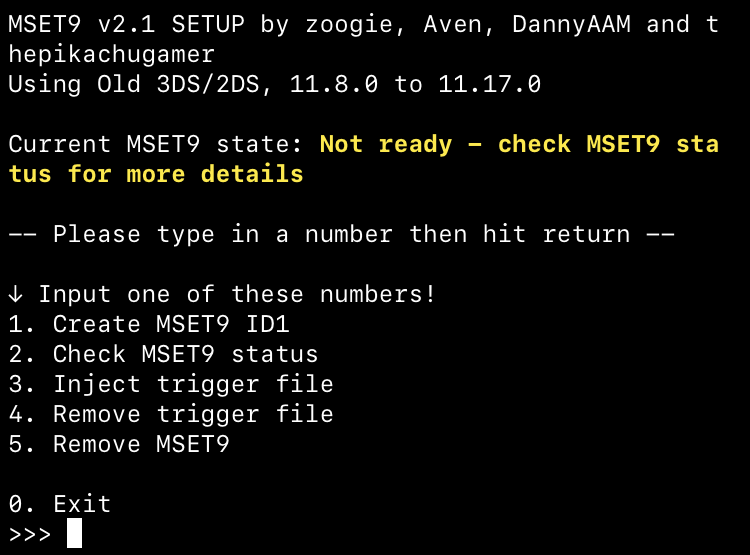 MSET9 v2.1 SETUP by zoogie, Aven, DannyAAM and t
hepikachugamer
Using Old 3DS/2DS, 11.8.0 to 11.17.0
Current MSET9 state: Not ready – check MSET9 sta
tus for more details
—— Please type in a number then hit return ——
↓ Input one of these numbers!
1. Create MSET9 ID1
2. Check MSET9 status
3. Inject trigger file
4. Remove trigger file
5. Remove MSET9
0. Exit
>>>